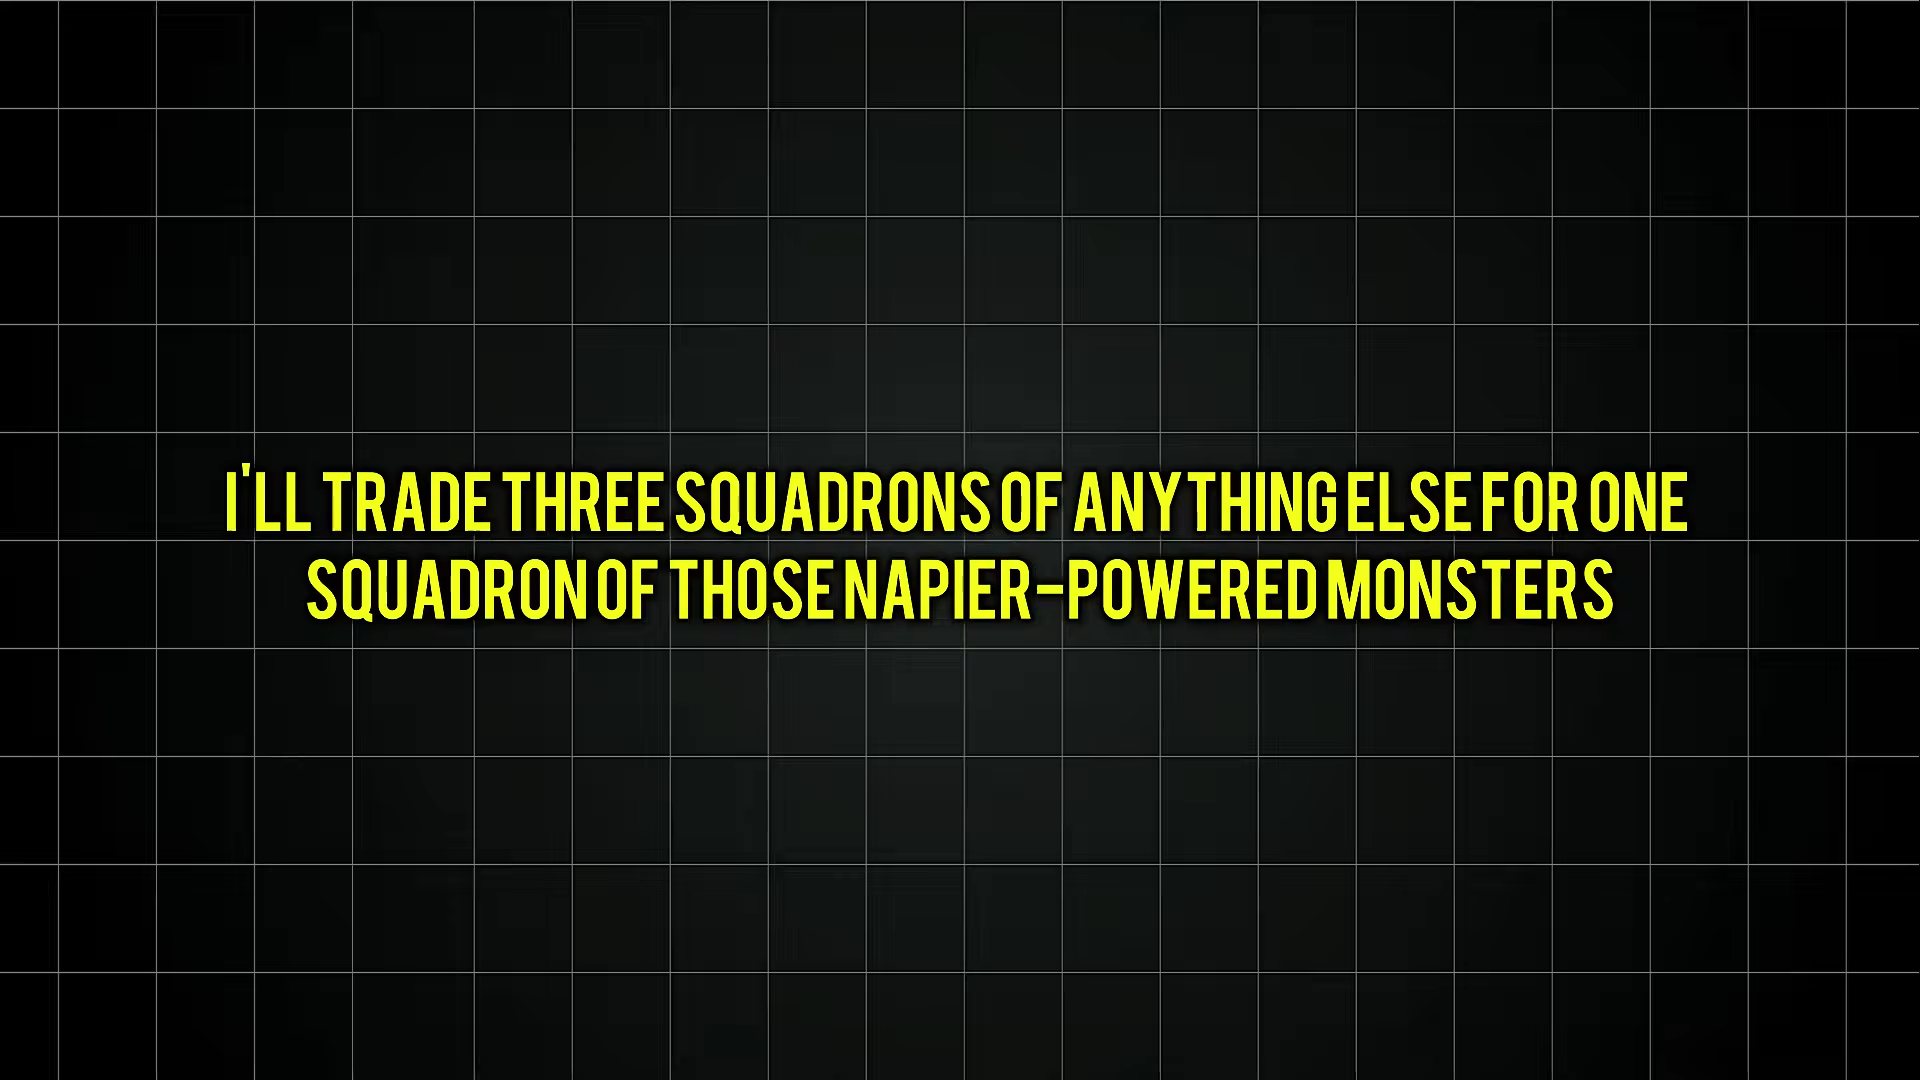 I'LL TRADE THREE SQUADRONS OF ANYTHING ELSE FOR ONE
SQUADRON OF THOSE NAPIER-POWERED MONSTERS